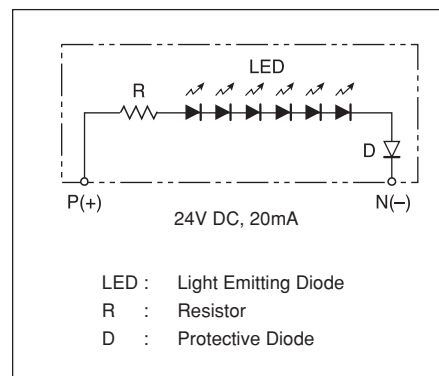 LED
R
D
P(+) N(–)
24V DC, 20mA
LED : Light Emitting Diode
R : Resistor
D : Protective Diode